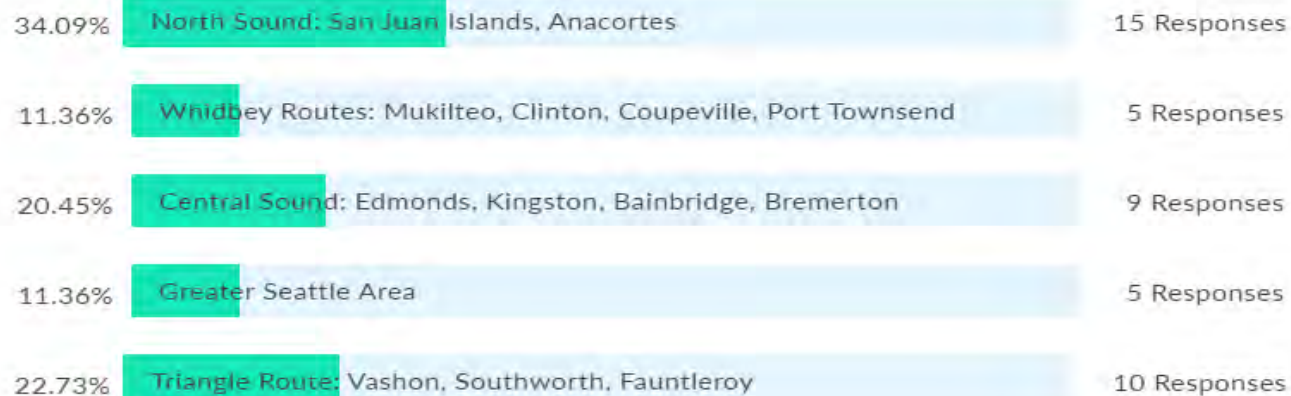 34.09% North Sound: San Juan Islands, Anacortes 15 Responses
11.36% Whidbey Routes: Mukilteo, Clinton, Coupeville, Port Townsend 5 Responses
20.45% Central Sound: Edmonds, Kingston, Bainbridge, Bremerton 9 Responses
11.36% Greater Seattle Area 5 Responses
22.73% Triangle Route: Vashon, Southworth, Fauntleroy 10 Responses